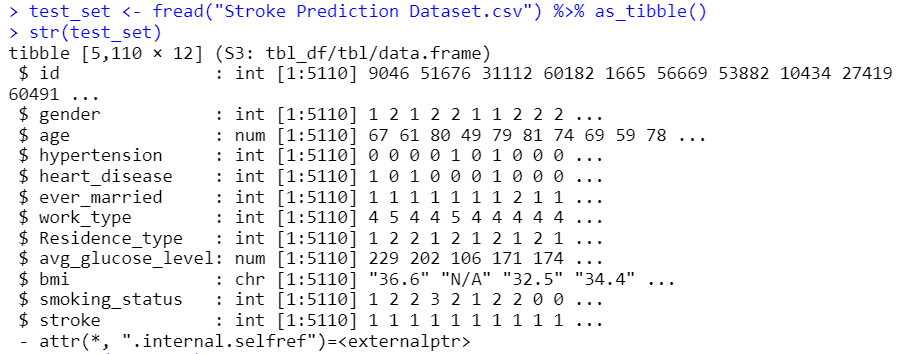 > test_set <- fread("Stroke Prediction Dataset.csv") %>% as_tibble()
> str(test_set)
tibble [5,110 × 12] (S3: tbl_df/tbl/data.frame)
 $ id               : int [1:5110] 9046 51676 31112 60182 1665 56669 53882 10434 27419
60491 ...
 $ gender           : int [1:5110] 1 2 1 2 2 1 1 2 2 2 ...
 $ age              : num [1:5110] 67 61 80 49 79 81 74 69 59 78 ...
 $ hypertension     : int [1:5110] 0 0 0 0 1 0 1 0 0 0 ...
 $ heart_disease    : int [1:5110] 1 0 1 0 0 0 1 0 0 0 ...
 $ ever_married     : int [1:5110] 1 1 1 1 1 1 1 2 1 1 ...
 $ work_type        : int [1:5110] 4 5 4 4 5 4 4 4 4 4 ...
 $ Residence_type   : int [1:5110] 1 2 2 1 2 1 2 1 2 1 ...
 $ avg_glucose_level: num [1:5110] 229 202 106 171 174 ...
 $ bmi              : chr [1:5110] "36.6" "N/A" "32.5" "34.4" ...
 $ smoking_status   : int [1:5110] 1 2 2 3 2 1 2 2 0 0 ...
 $ stroke           : int [1:5110] 1 1 1 1 1 1 1 1 1 1 ...
 - attr(*, ".internal.selfref")=<externalptr>